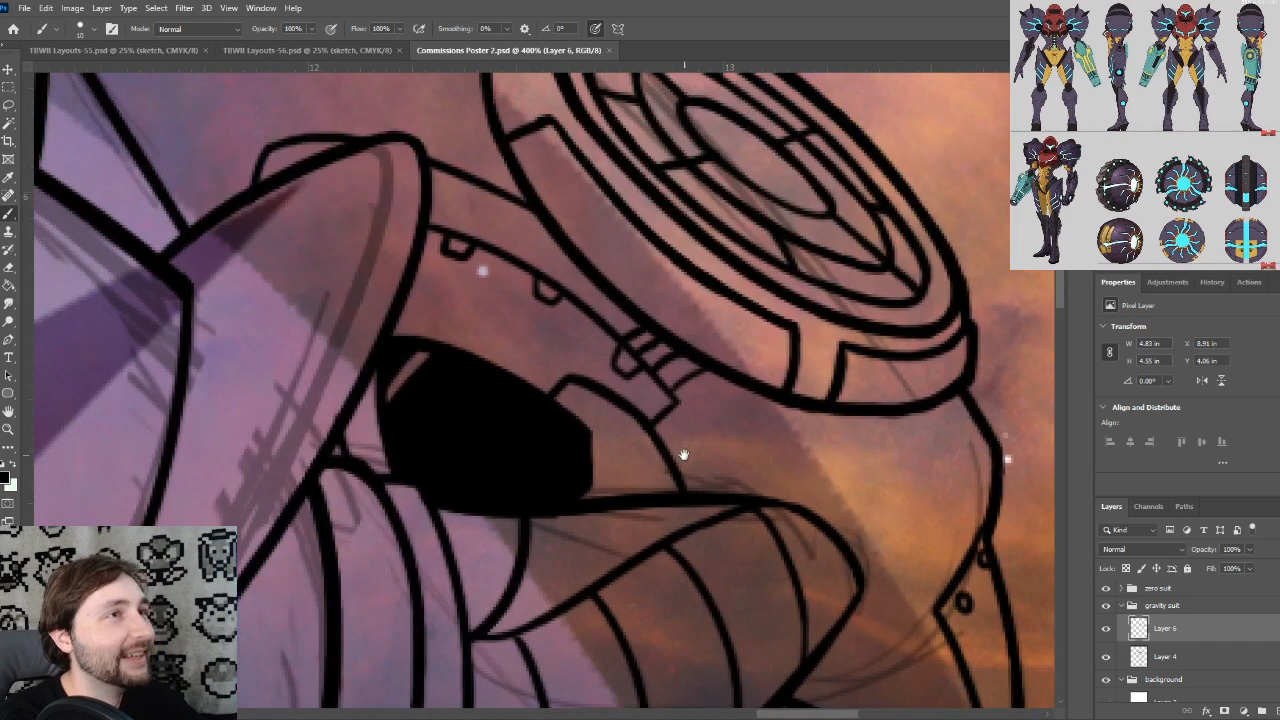 File Edit Image Layer Type Select Filter 3D View Plugins Window Help
10 Mode: Normal Opacity: 100% Flow: 100% Smoothing: 0% 0°
TBWB Layouts-55.psd @ 25% (sketch, CMYK/8) × TBWB Layouts-56.psd @ 25% (sketch, CMYK/8) × Commissions Poster 2.psd @ 400% (Layer 6, RGB/8) ×
12 13
6
Properties Adjustments History Actions
Pixel Layer
Transform
W 4.83 in X 8.91 in
H 4.55 in Y 4.06 in
0.00°
Align and Distribute
Align:
Layers Channels Paths
Kind
Normal Opacity: 100%
Lock: Fill: 100%
zero suit
gravity suit
Layer 6
Layer 4
background